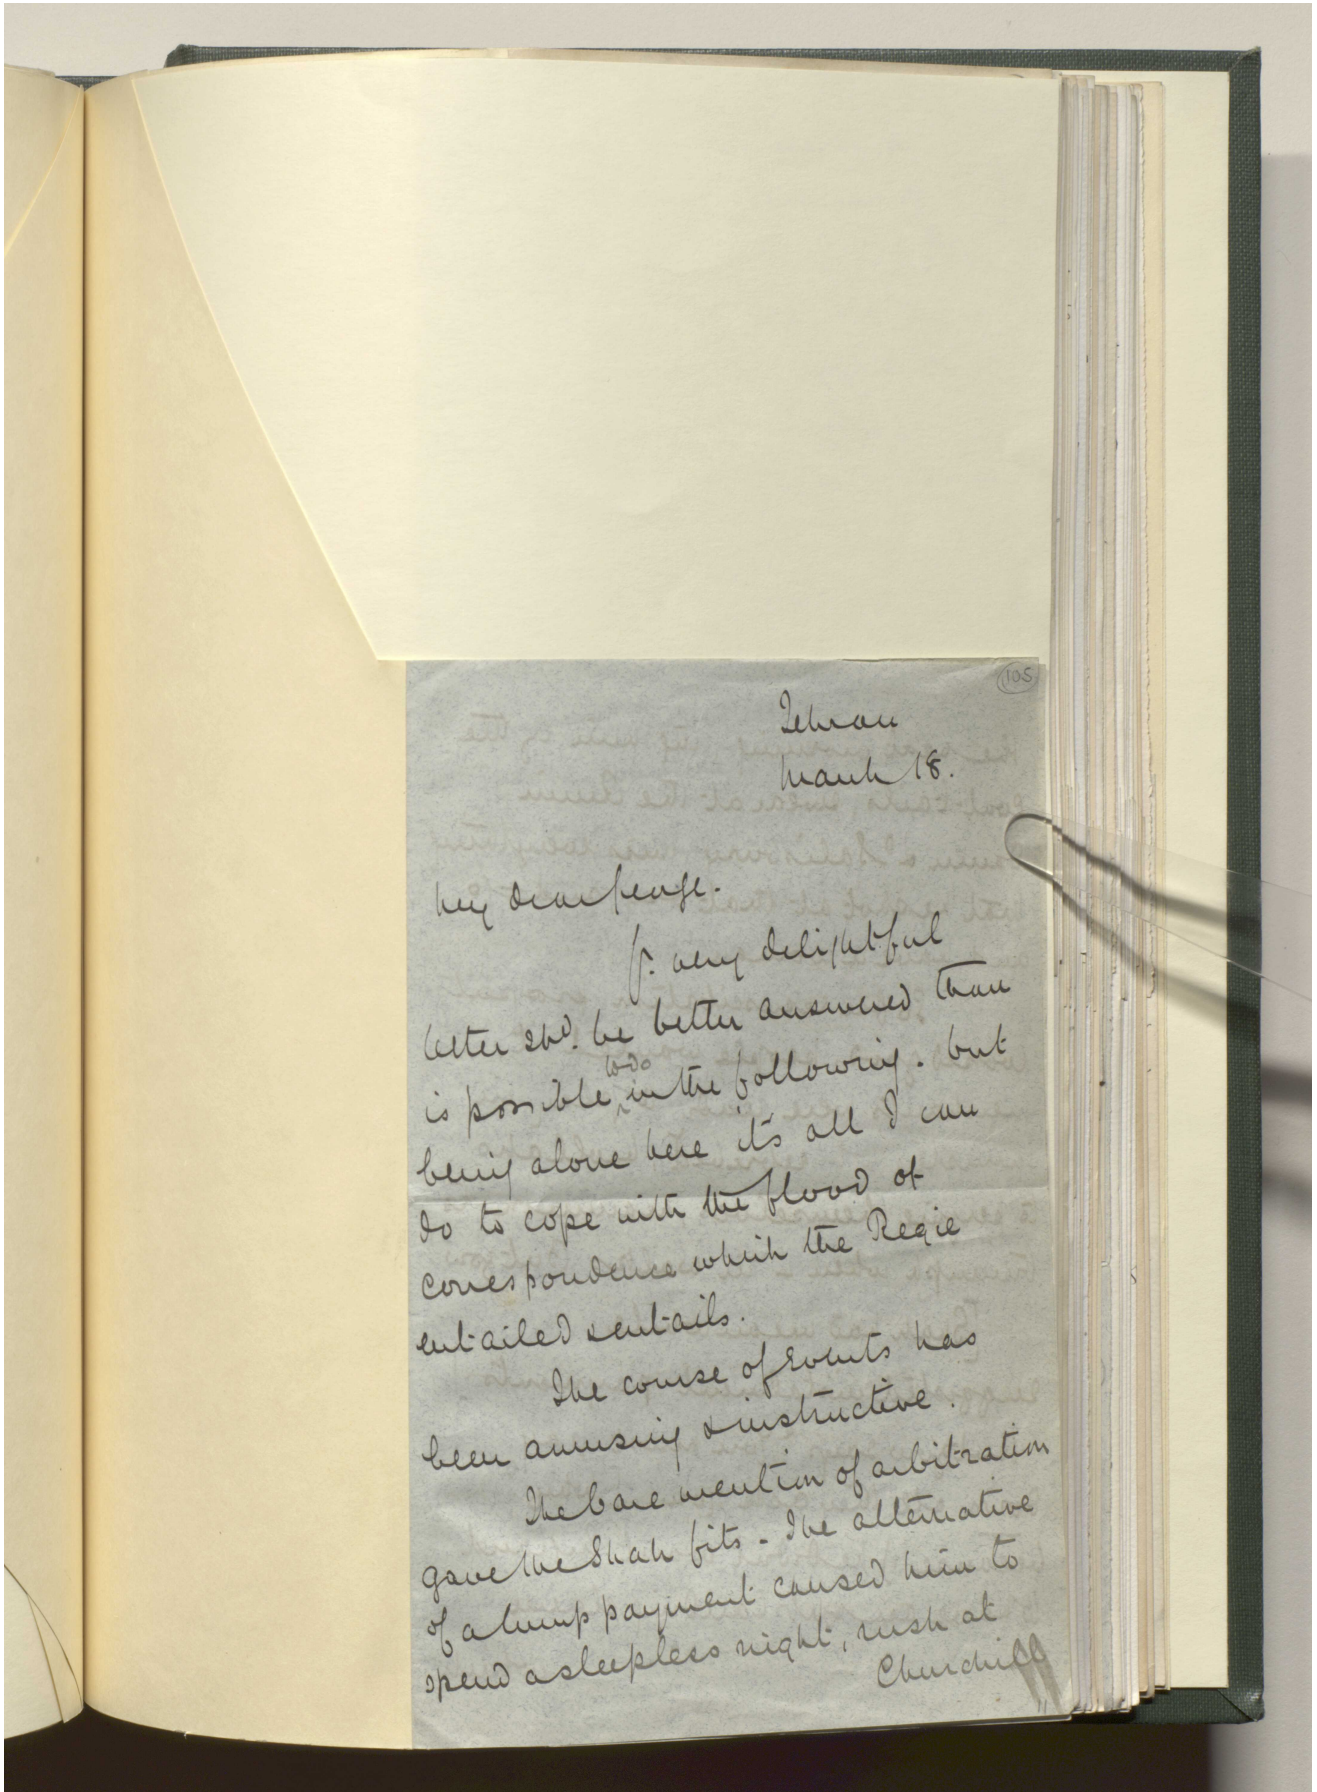 105
Tehran
March 18.
My dear George.
Yr. very delightful
letter shd. be better answered than
is possible to do in the following. but
being alone here it's all I can
do to cope with the flood of
correspondence which the Regie
entailed & entails.
The course of Events has
been amusing & instructive.
The bare mention of arbitration
gave the Shah fits - The alternative
of a lump payment caused him to
spend a sleepless night, rush at
Churchill